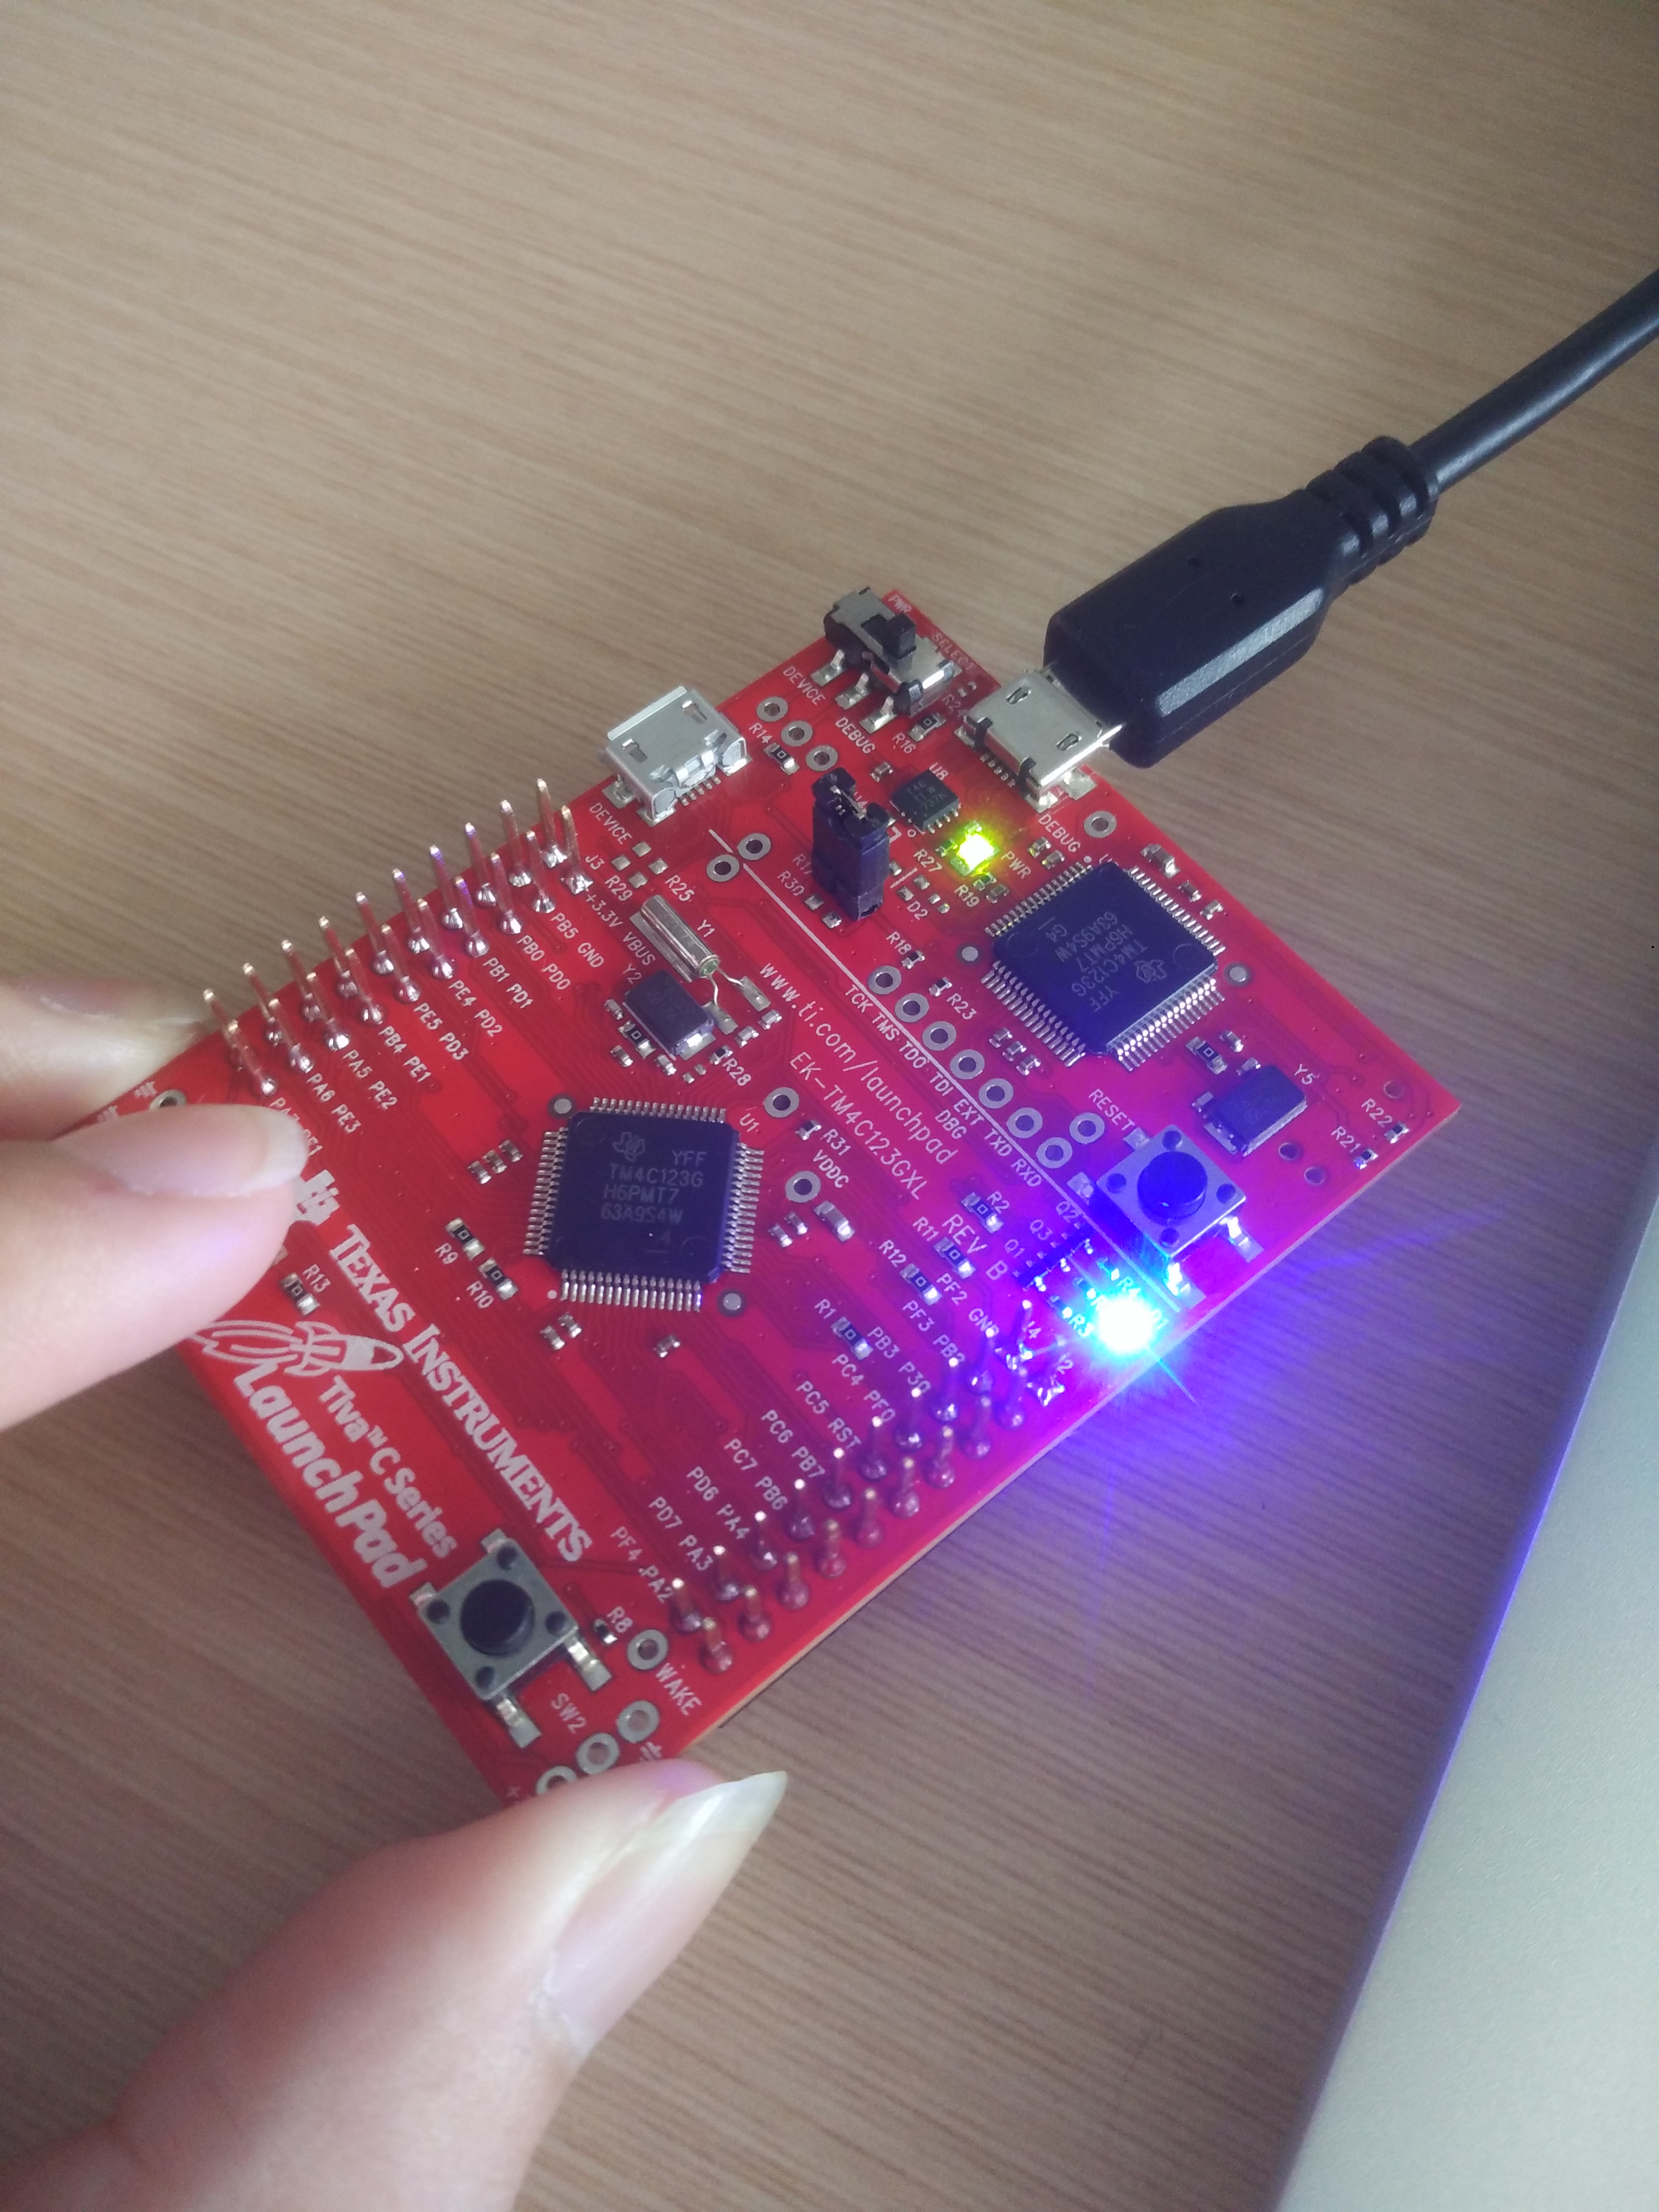 PWR
SELECT
DEVICE
DEBUG
R16
R14
U8
DEVICE
DEBUG
PWR
R27
R19
D2
R30
J3
R29
R25
+3.3V VBUS
PB5 GND
PB0 PD0
PB1 PD1
PE4 PD2
PE5 PD3
PB4 PE1
PA5 PE2
PA6 PE3
Y1
Y2
R28
R18
R23
TM4C123G
H6PMT7
63A9S4W
G4
YFF
www.ti.com/launchpad
EK-TM4C123GXL
REV B
TCK TMS TDO TDI EXT DBG TXD RXD
RESET
Y5
R22
R21
U1
R31
VDDC
YFF
TM4C123G
H6PMT7
63A9S4W
R9
R10
R13
R2
R11
R12
R1
Q2
Q3
Q1
R3
PF2 GND
PF3 PB2
PB3 P30
PC4 PF0
PC5 RST
PC6 PB7
PC7 PB6
PD6 PA4
PD7 PA3
PF4 PA2
TEXAS INSTRUMENTS
Tiva™C Series
LaunchPad
R8
WAKE
SW2